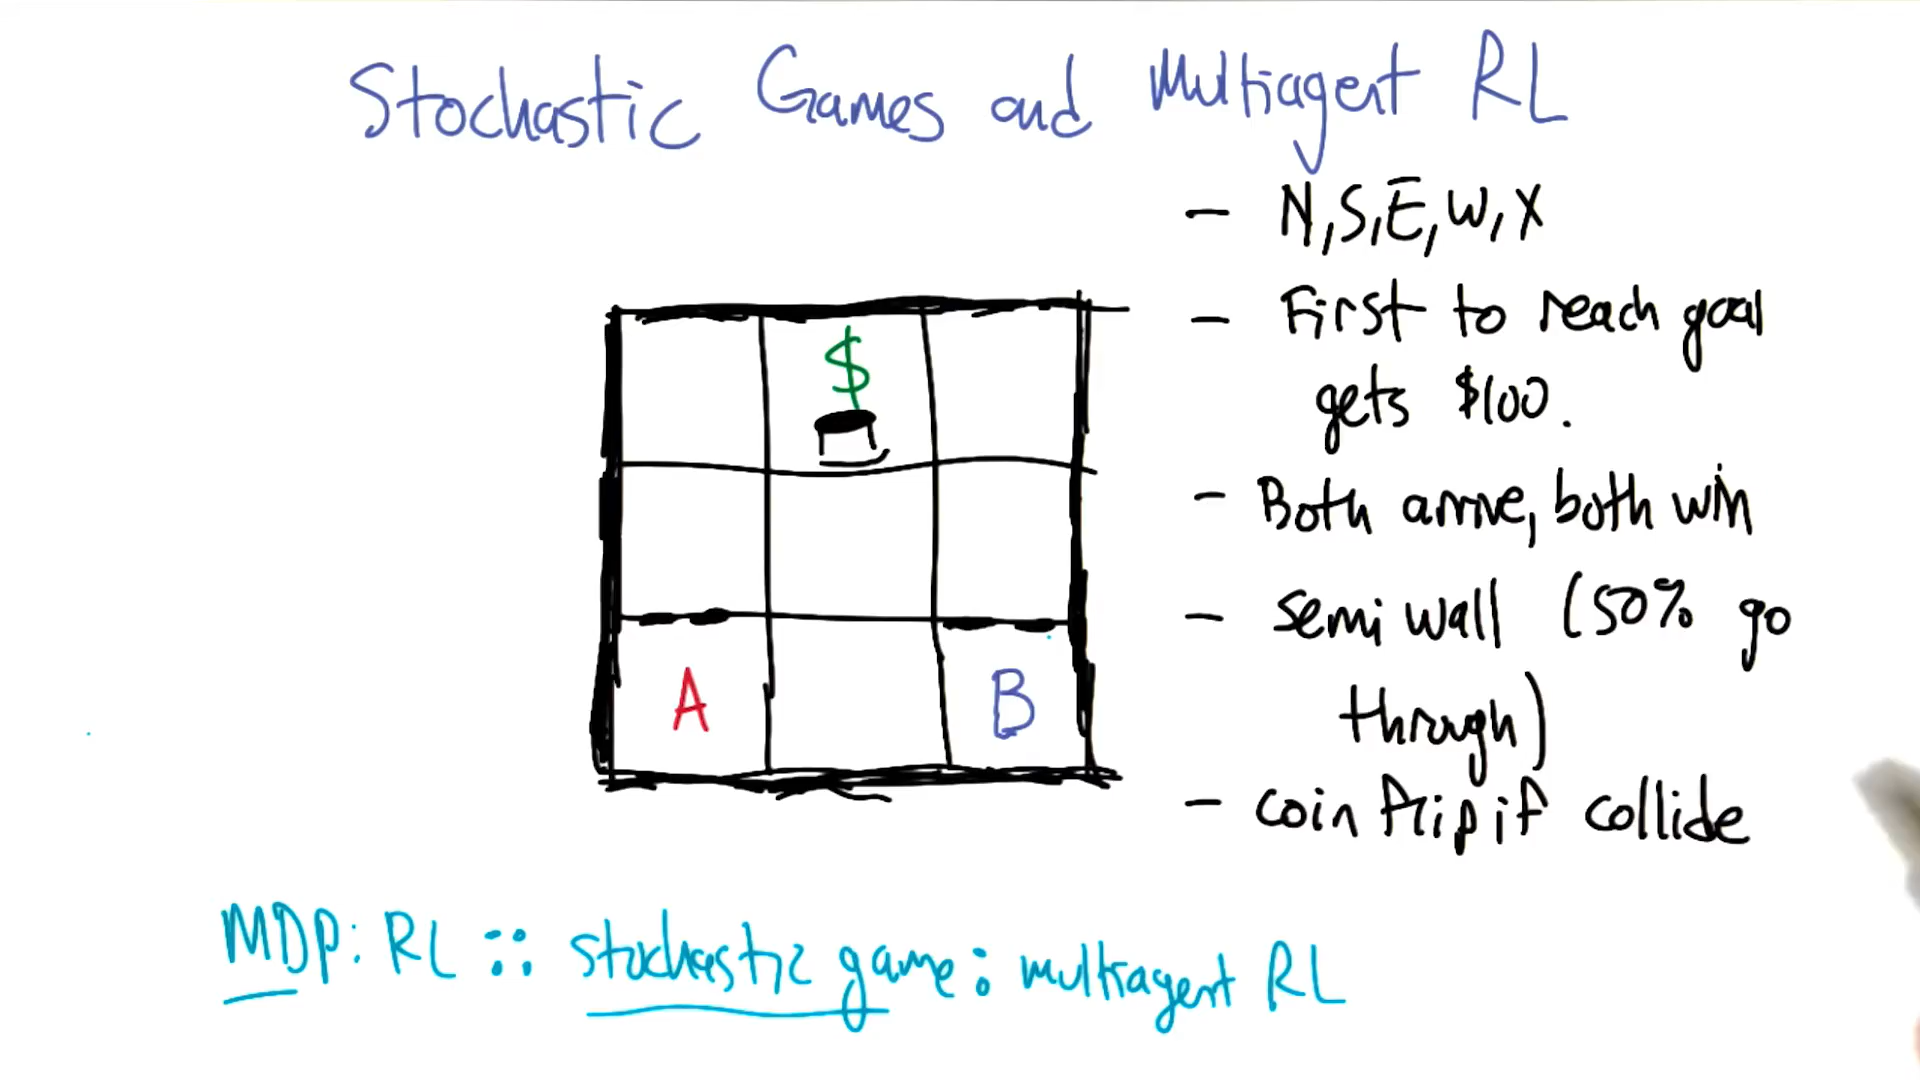 Stochastic Games and Multiagent RL
- N,S,E,W,X
- First to reach goal
gets $100.
$
- Both arrive, both win
- semi wall (50% go
through)
A
B
- coin flip if collide
MDP: RL :: stochastic game: multiagent RL